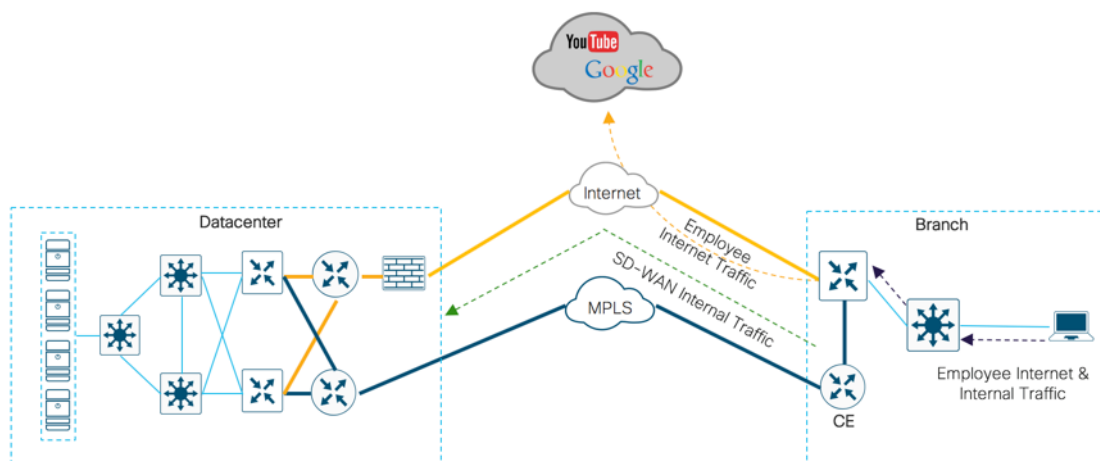 YouTube
Google
Internet
Datacenter
Branch
Employee
Internet Traffic
SD-WAN Internal Traffic
MPLS
Employee Internet &
Internal Traffic
CE